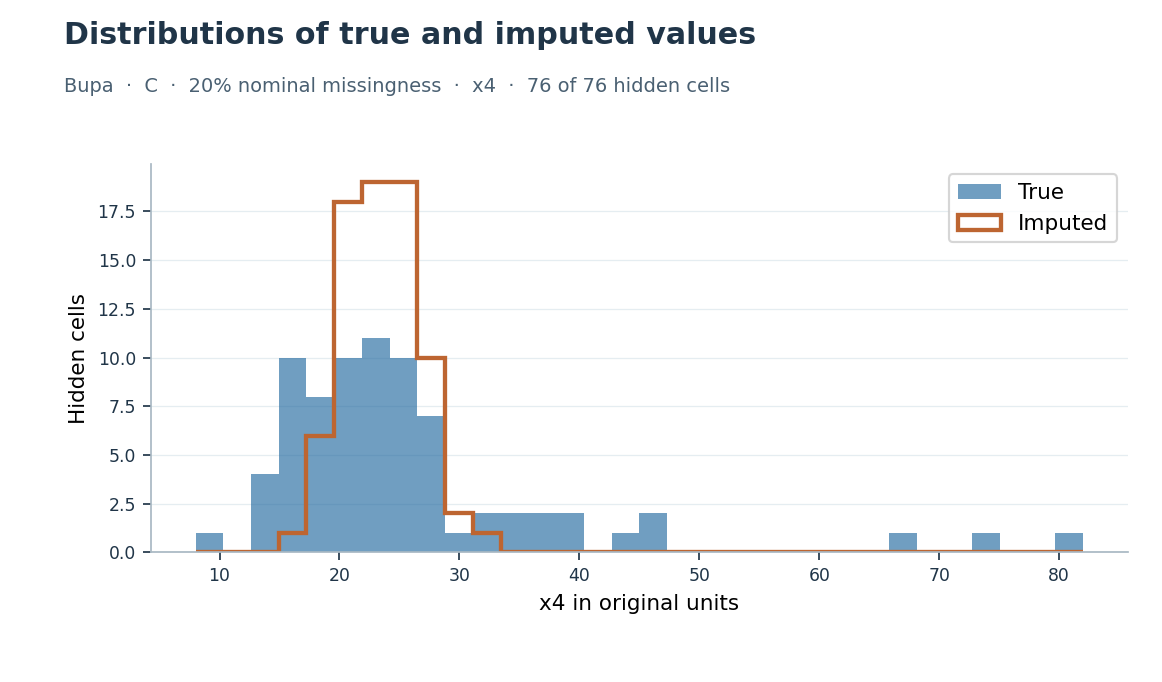 Distributions of true and imputed values
Bupa · C · 20% nominal missingness · x4 · 76 of 76 hidden cells
True
Imputed
Hidden cells
17.5
15.0
12.5
10.0
7.5
5.0
2.5
0.0
10 20 30 40 50 60 70 80
x4 in original units